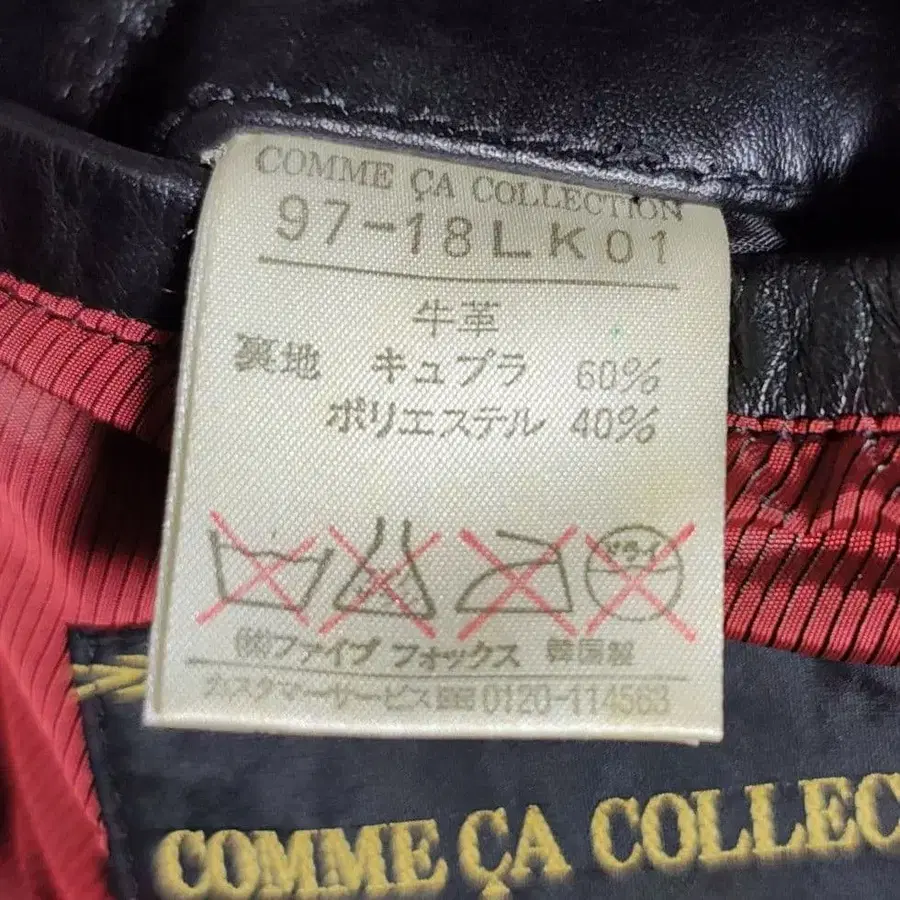 COMME ÇA COLLECTION
97-18LK01
牛革
裏地 キュプラ 60%
ポリエステル 40%
ドライ
(株)ファイブ フォックス 韓国製
カスタマーサービス 0120-114563
COMME ÇA COLLEC